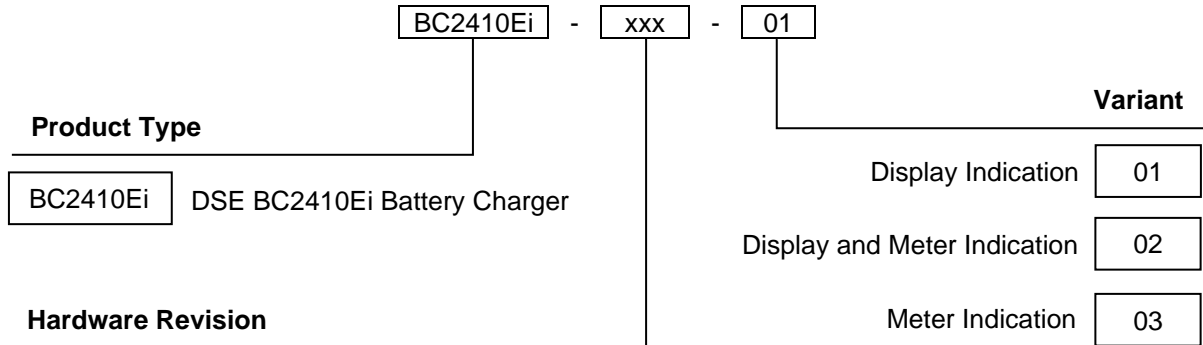 BC2410Ei - xxx - 01
Variant
Product Type
Display Indication 01
BC2410Ei DSE BC2410Ei Battery Charger
Display and Meter Indication 02
Hardware Revision
Meter Indication 03